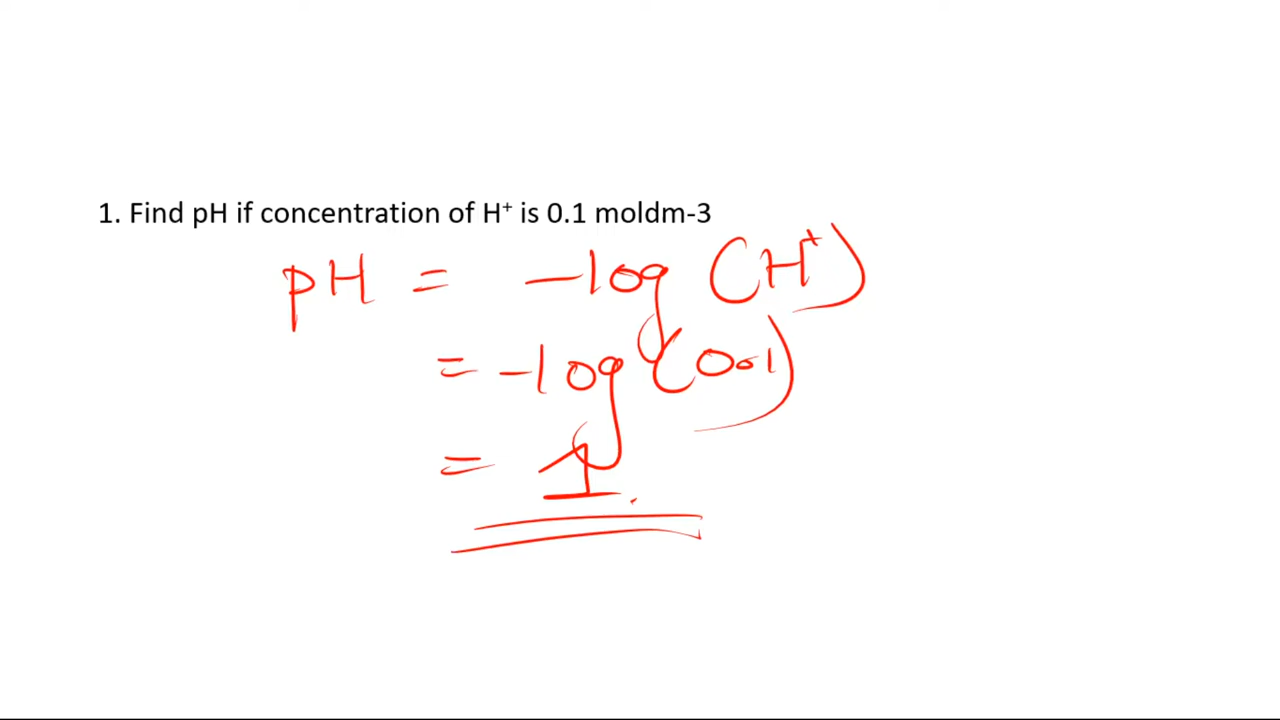 1. Find pH if concentration of H⁺ is 0.1 moldm-3
pH = -log (H⁺)
= -log (0.1)
= 1